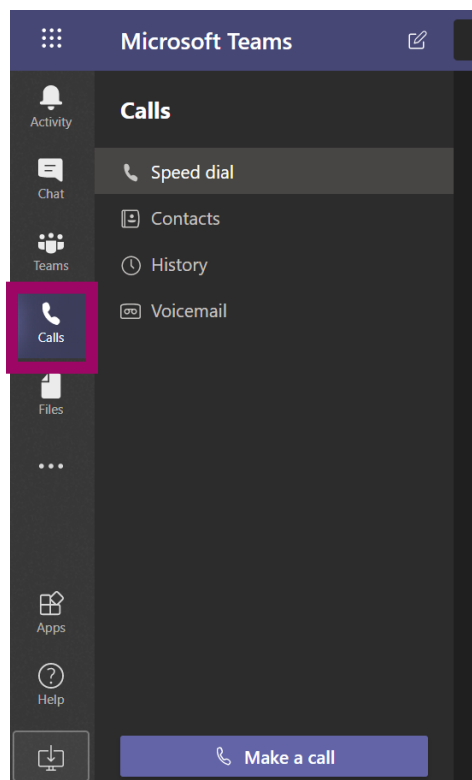 Microsoft Teams
Activity
Chat
Teams
Calls
Files
Apps
Help
Calls
Speed dial
Contacts
History
Voicemail
Make a call